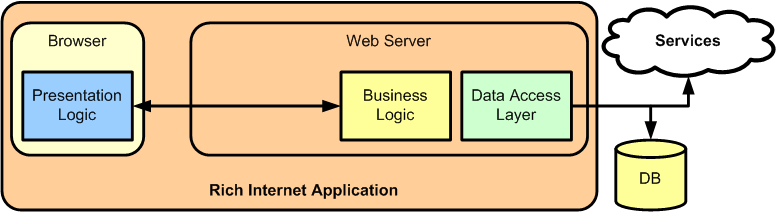 Browser
Web Server
Services
Presentation
Logic
Business
Logic
Data Access
Layer
DB
Rich Internet Application